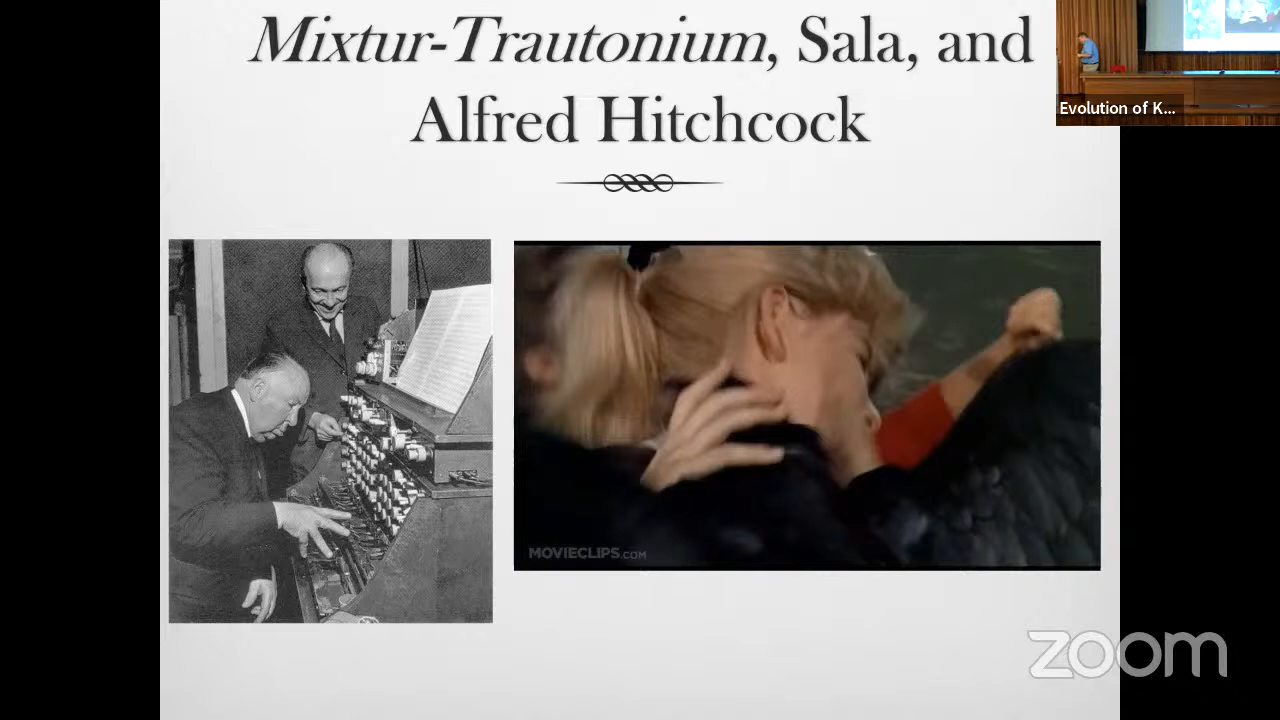 Mixtur-Trautonium, Sala, and
Alfred Hitchcock
Evolution of K...
MOVIECLIPS.COM
zoom